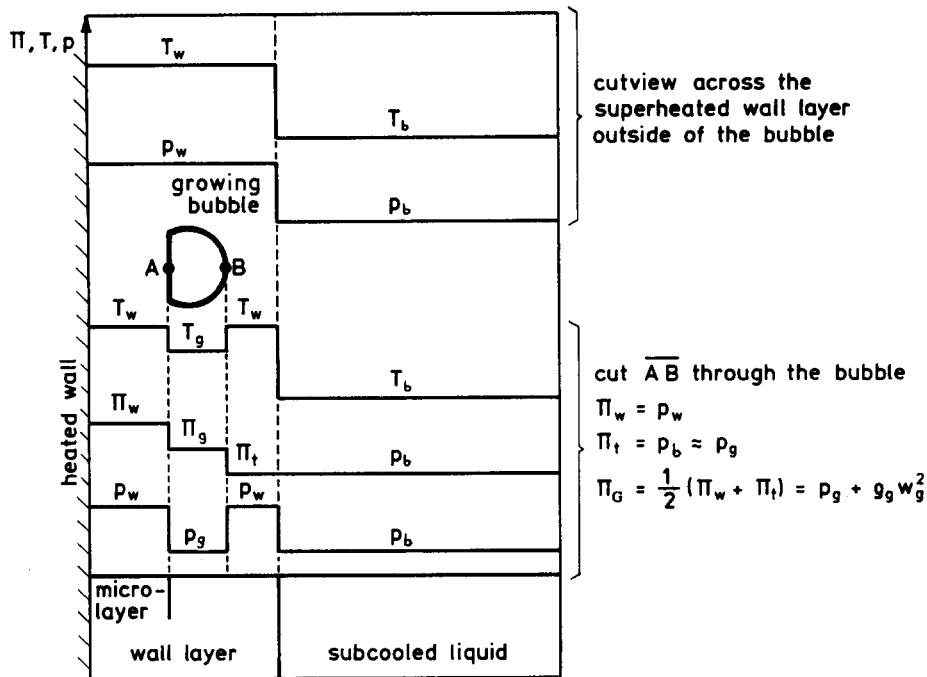 Π, T, p
T_w
T_b
p_w
p_b
growing
bubble
A
B
T_w
T_g
T_w
T_b
Π_w
Π_g
Π_t
p_b
p_w
p_w
p_g
p_b
heated wall
micro-
layer
wall layer
subcooled liquid
cutview across the
superheated wall layer
outside of the bubble
cut A̅B̅ through the bubble
Π_w = p_w
Π_t = p_b ≈ p_g
Π_G = 1/2 (Π_w + Π_t) = p_g + g_g w_g^2